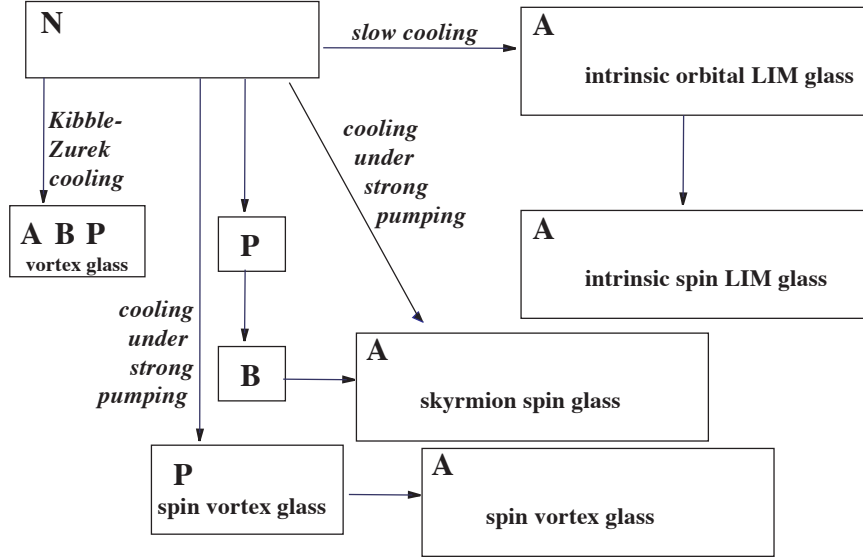 N
slow cooling
A
intrinsic orbital LIM glass
Kibble-
Zurek
cooling
cooling
under
strong
pumping
A B P
vortex glass
P
A
intrinsic spin LIM glass
cooling
under
strong
pumping
B
A
skyrmion spin glass
P
spin vortex glass
A
spin vortex glass